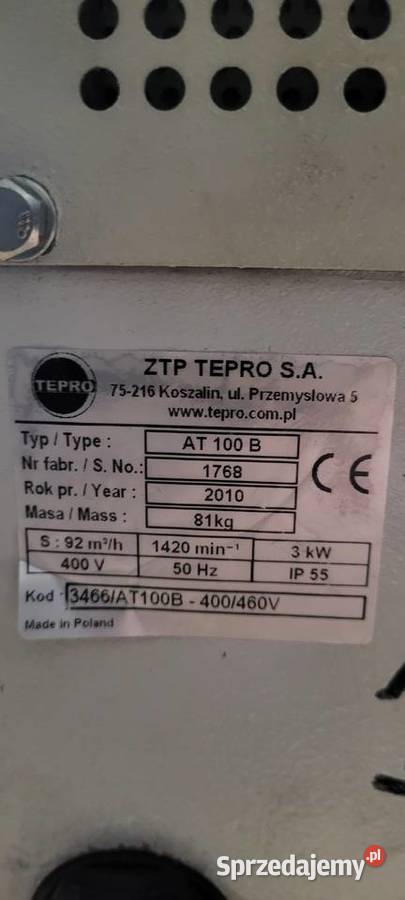 TEPRO
ZTP TEPRO S.A.
75-216 Koszalin, ul. Przemysłowa 5
www.tepro.com.pl
Typ / Type : AT 100 B
Nr fabr. / S. No.: 1768
Rok pr. / Year : 2010
Masa / Mass : 81kg
CE
S : 92 m³/h 1420 min⁻¹ 3 kW
400 V 50 Hz IP 55
Kod : 3466/AT100B - 400/460V
Made in Poland
Sprzedajemy.pl